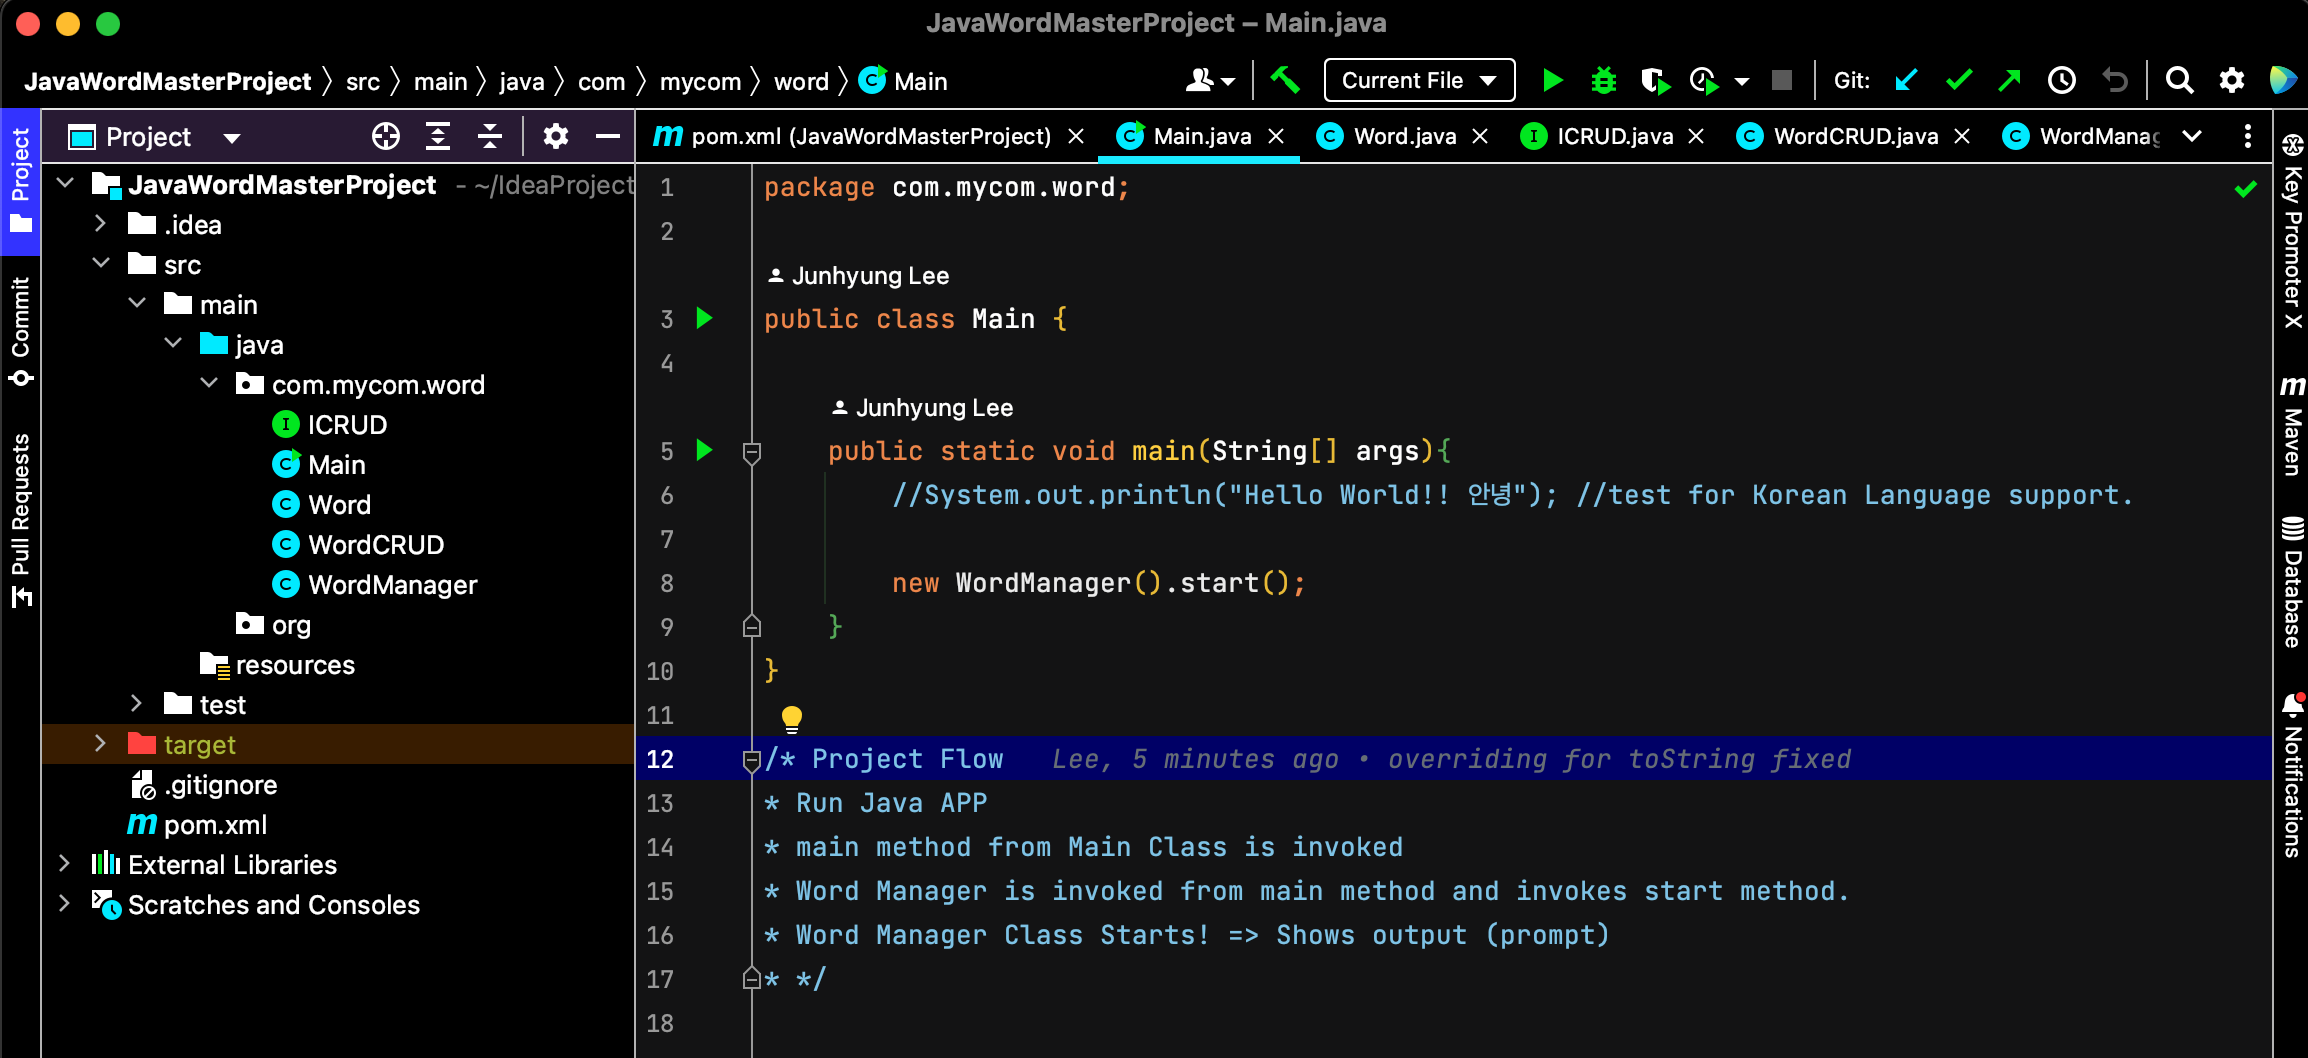 JavaWordMasterProject – Main.java
JavaWordMasterProject 〉 src 〉 main 〉 java 〉 com 〉 mycom 〉 word 〉 Main
Current File
Git:
Project
pom.xml (JavaWordMasterProject)
Main.java
Word.java
ICRUD.java
WordCRUD.java
WordManag
Project
Commit
Pull Requests
JavaWordMasterProject - ~/IdeaProject
.idea
src
main
java
com.mycom.word
ICRUD
Main
Word
WordCRUD
WordManager
org
resources
test
target
.gitignore
pom.xml
External Libraries
Scratches and Consoles
1 package com.mycom.word;
2
Junhyung Lee
3 public class Main {
4
Junhyung Lee
5 public static void main(String[] args){
6 //System.out.println("Hello World!! 안녕"); //test for Korean Language support.
7
8 new WordManager().start();
9 }
10 }
11
12 /* Project Flow Lee, 5 minutes ago • overriding for toString fixed
13 * Run Java APP
14 * main method from Main Class is invoked
15 * Word Manager is invoked from main method and invokes start method.
16 * Word Manager Class Starts! => Shows output (prompt)
17 * */
18
Key Promoter X
Maven
Database
Notifications